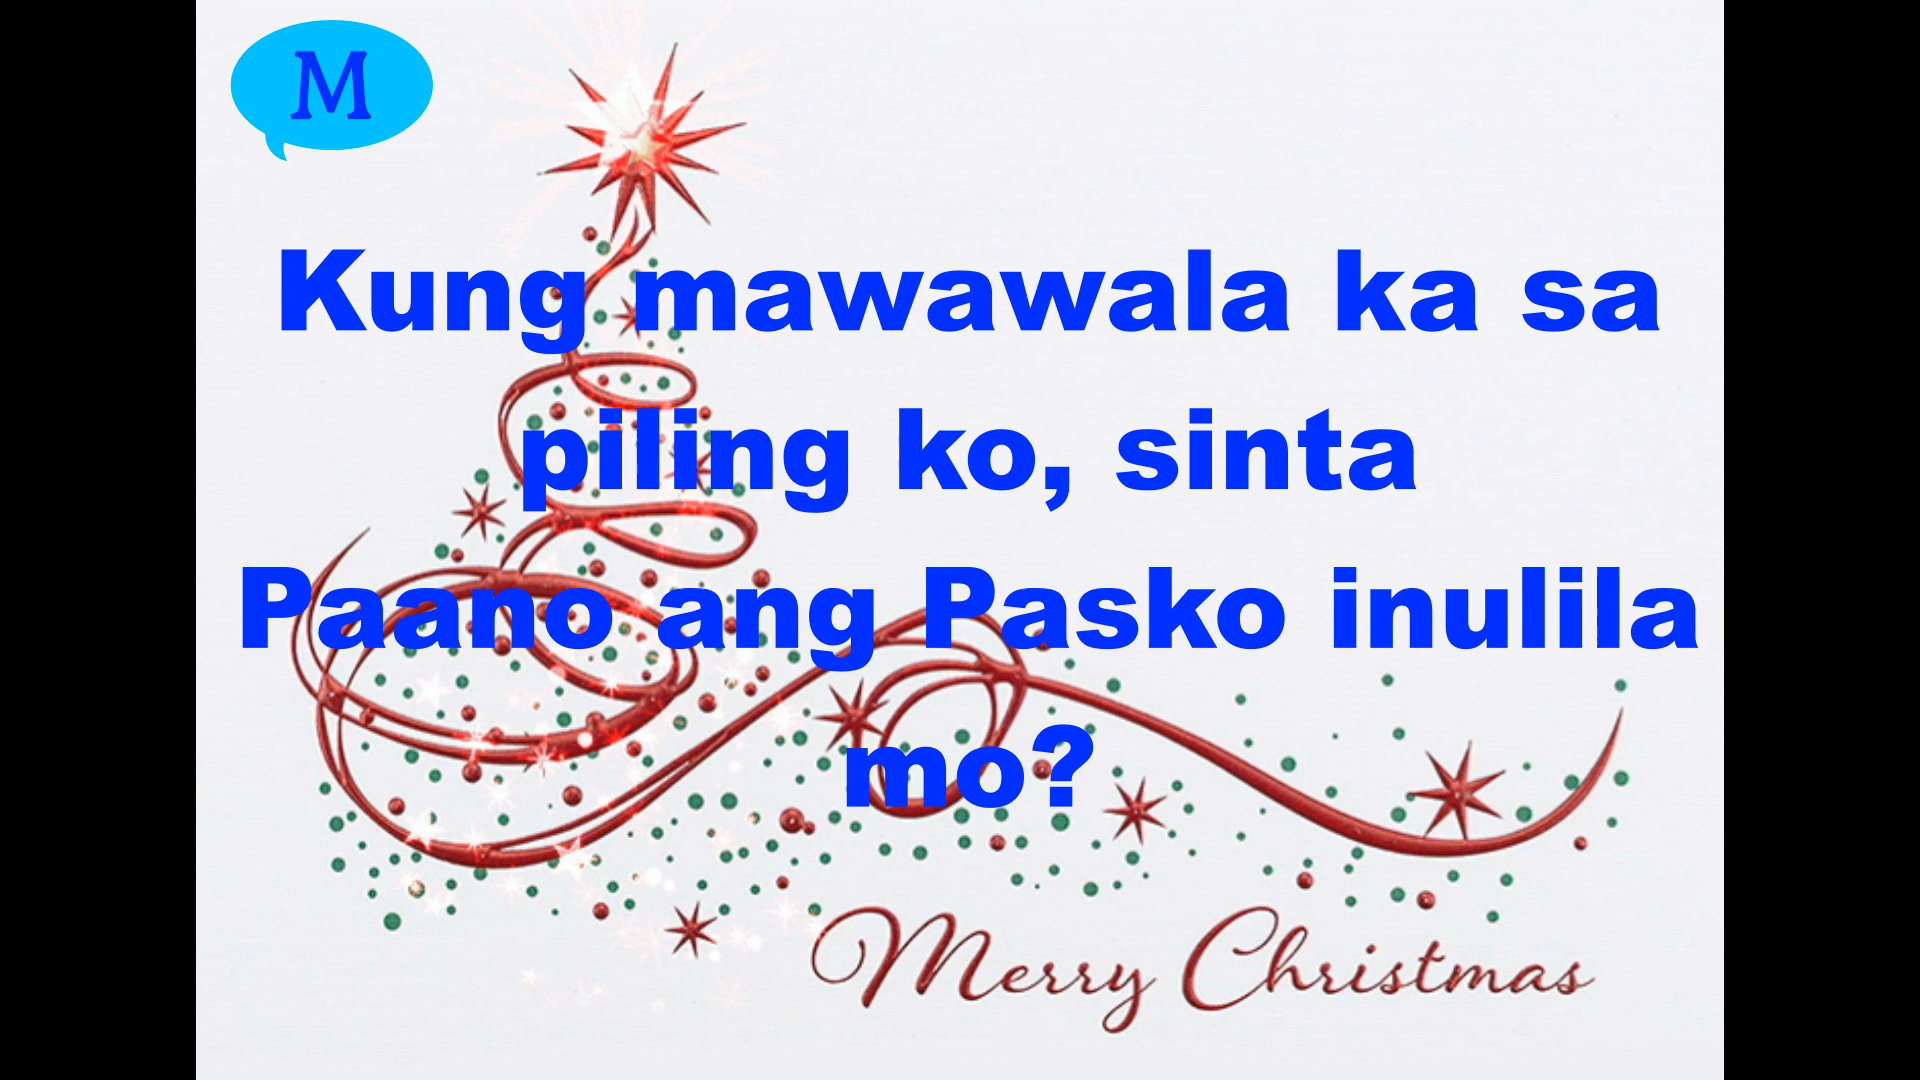 M
Kung mawawala ka sa
piling ko, sinta
Paano ang Pasko inulila
mo?
Merry Christmas